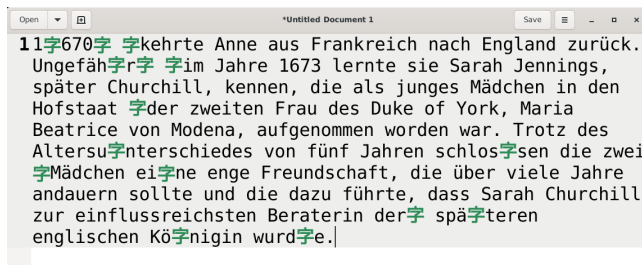 Open
*Untitled Document 1
Save
1 1字670字 字kehrte Anne aus Frankreich nach England zurück.
Ungefäh字r字 字im Jahre 1673 lernte sie Sarah Jennings,
später Churchill, kennen, die als junges Mädchen in den
Hofstaat 字der zweiten Frau des Duke of York, Maria
Beatrice von Modena, aufgenommen worden war. Trotz des
Altersu字nterschiedes von fünf Jahren schlos字sen die zwei
字Mädchen ei字ne enge Freundschaft, die über viele Jahre
andauern sollte und die dazu führte, dass Sarah Churchill
zur einflussreichsten Beraterin der字 spä字teren
englischen Kö字nigin wurd字e.